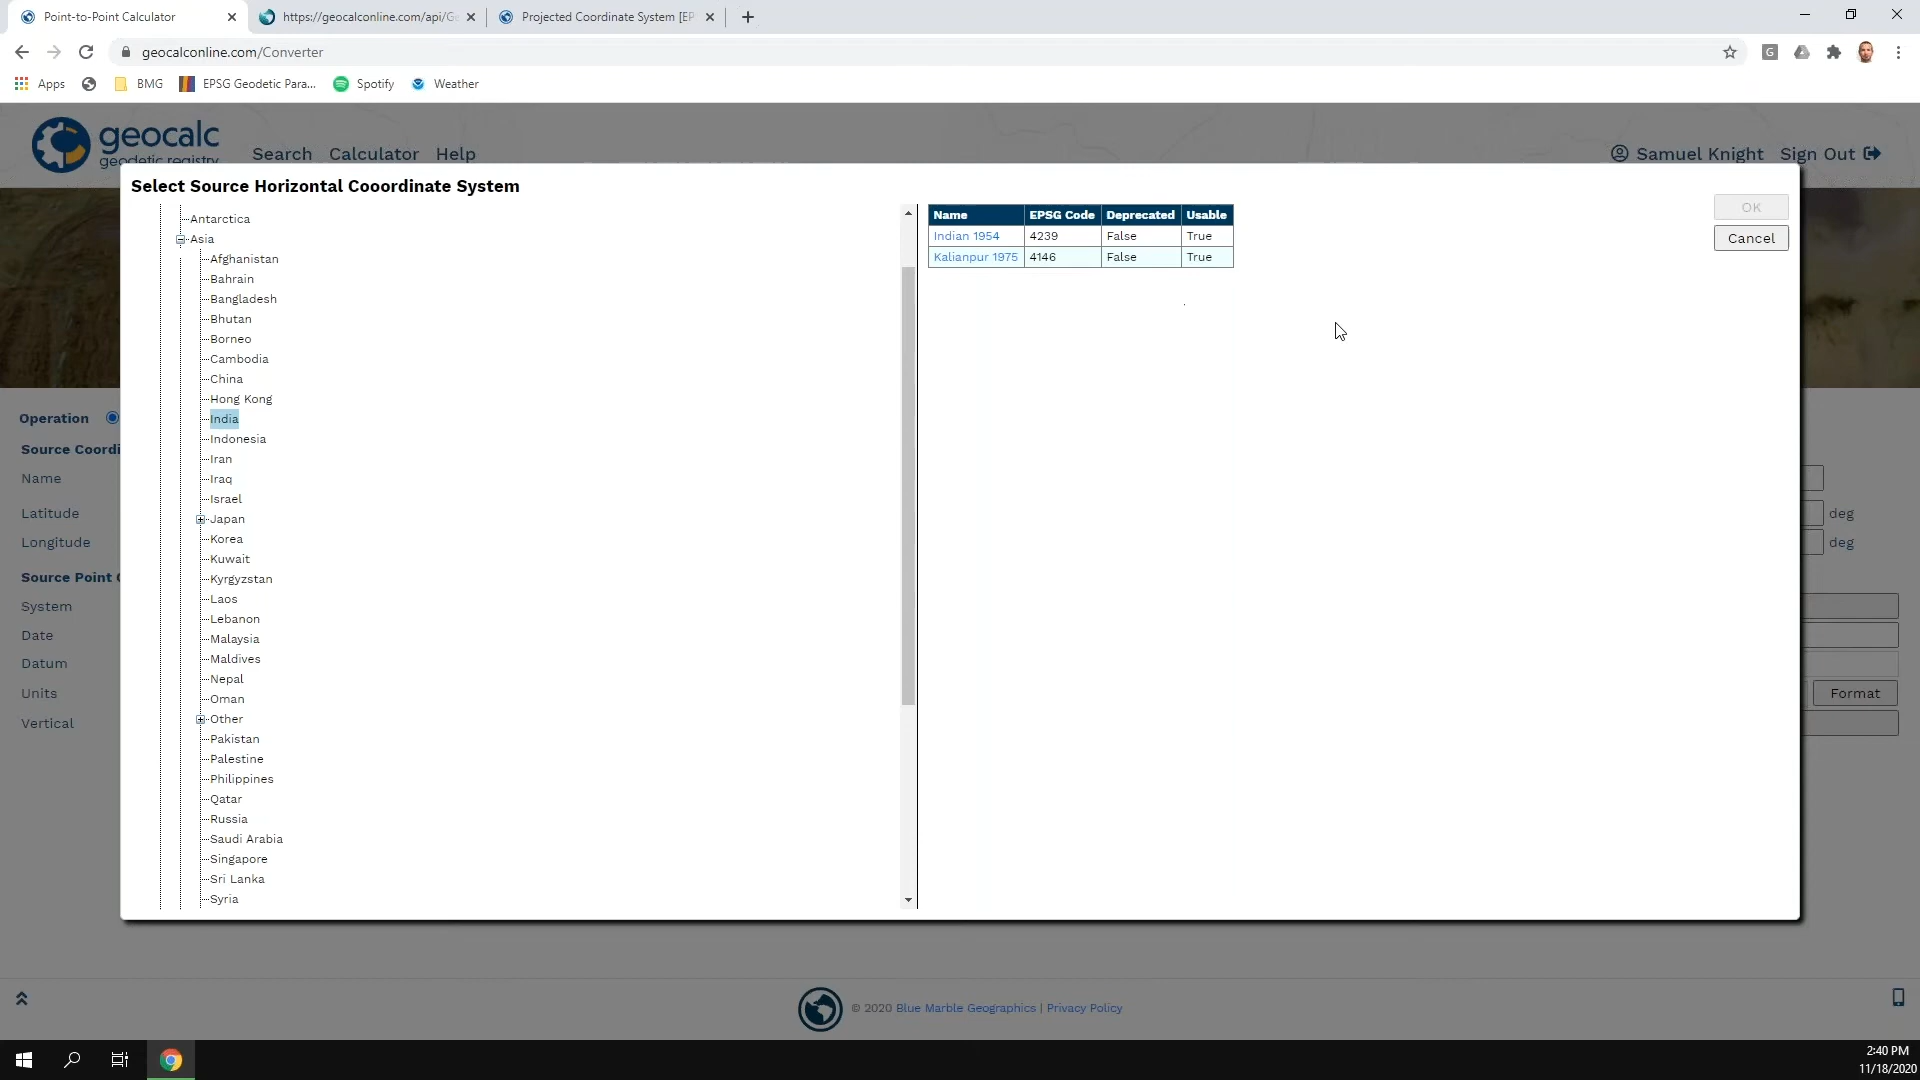 Point-to-Point Calculator
https://geocalconline.com/api/Ge
Projected Coordinate System [EP
geocalconline.com/Converter
Apps
BMG
EPSG Geodetic Para...
Spotify
Weather
geocalc
geodetic registry
Search
Calculator
Help
Samuel Knight
Sign Out
Select Source Horizontal Cooordinate System
OK
Cancel
Antarctica
Asia
Afghanistan
Bahrain
Bangladesh
Bhutan
Borneo
Cambodia
China
Hong Kong
India
Indonesia
Iran
Iraq
Israel
Japan
Korea
Kuwait
Kyrgyzstan
Laos
Lebanon
Malaysia
Maldives
Nepal
Oman
Other
Pakistan
Palestine
Philippines
Qatar
Russia
Saudi Arabia
Singapore
Sri Lanka
Syria
Name EPSG Code Deprecated Usable
Indian 1954 4239 False True
Kalianpur 1975 4146 False True
Operation
Source Coordi
Name
Latitude
Longitude
Source Point
System
Date
Datum
Units
Vertical
deg
deg
Format
© 2020 Blue Marble Geographics | Privacy Policy
2:40 PM
11/18/2020